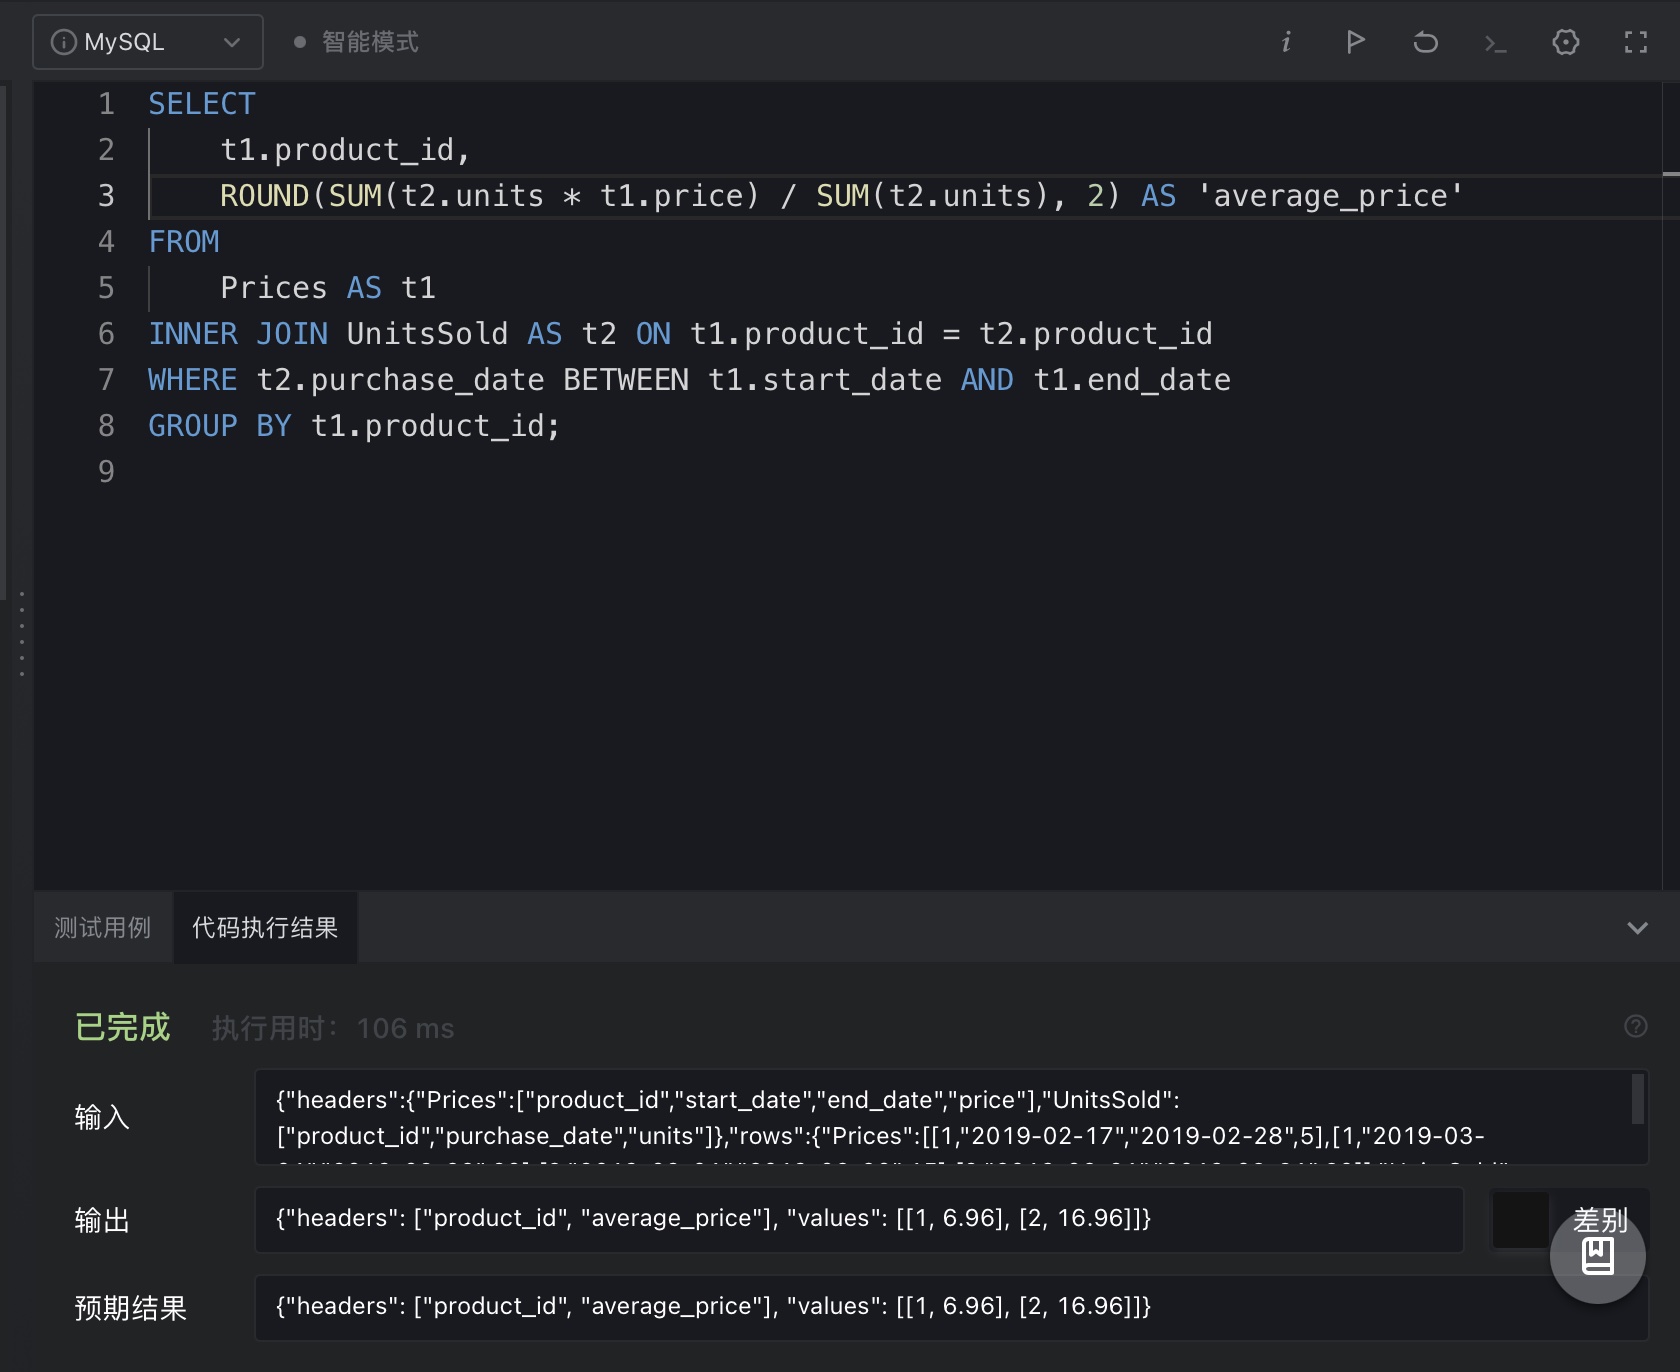 MySQL
智能模式
1 SELECT
2 t1.product_id,
3 ROUND(SUM(t2.units * t1.price) / SUM(t2.units), 2) AS 'average_price'
4 FROM
5 Prices AS t1
6 INNER JOIN UnitsSold AS t2 ON t1.product_id = t2.product_id
7 WHERE t2.purchase_date BETWEEN t1.start_date AND t1.end_date
8 GROUP BY t1.product_id;
9
测试用例
代码执行结果
已完成 执行用时: 106 ms
输入
{"headers":{"Prices":["product_id","start_date","end_date","price"],"UnitsSold":
["product_id","purchase_date","units"]},"rows":{"Prices":[[1,"2019-02-17","2019-02-28",5],[1,"2019-03-
输出
{"headers": ["product_id", "average_price"], "values": [[1, 6.96], [2, 16.96]]}
差别
预期结果
{"headers": ["product_id", "average_price"], "values": [[1, 6.96], [2, 16.96]]}